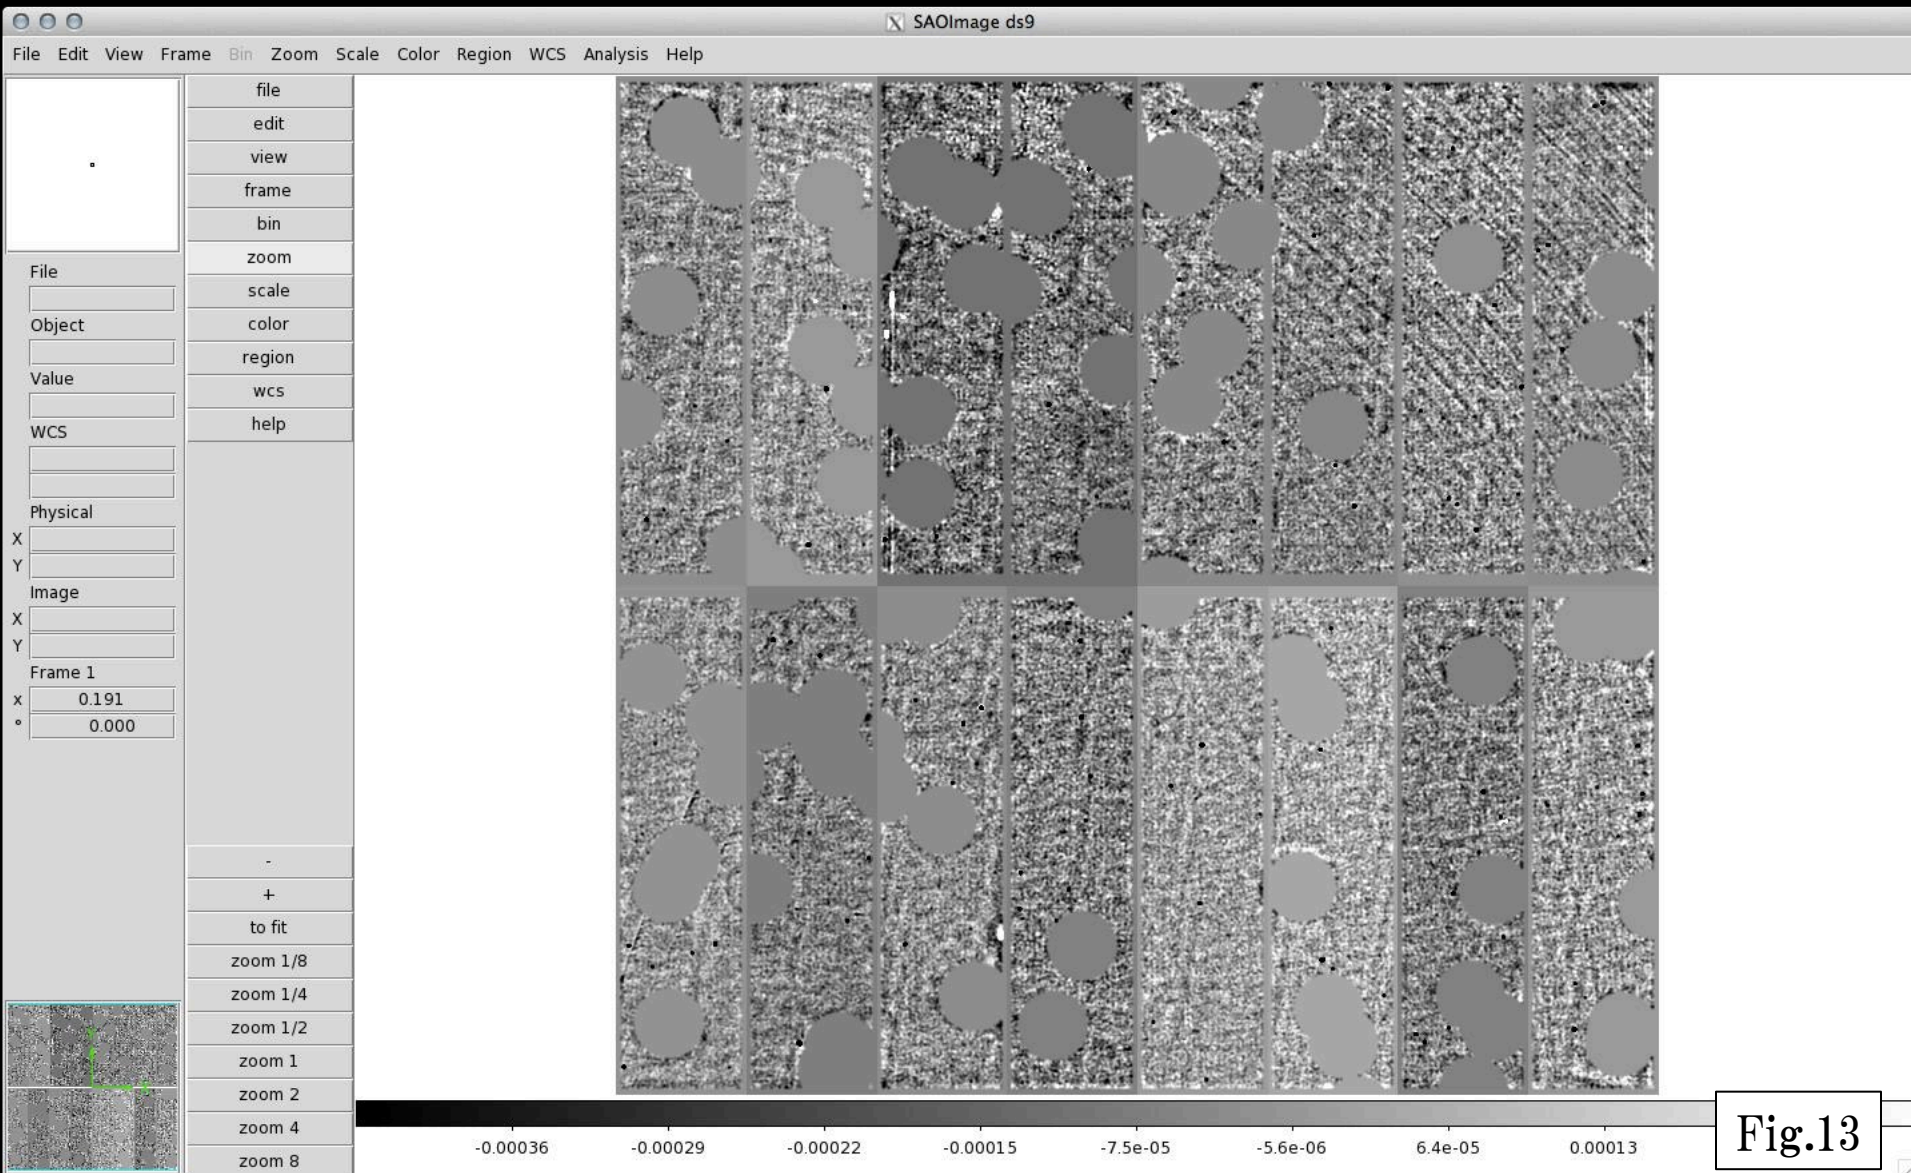 SAOImage ds9
File Edit View Frame Bin Zoom Scale Color Region WCS Analysis Help
file
edit
view
frame
bin
zoom
scale
color
region
wcs
help
File
Object
Value
WCS
Physical
X
Y
Image
X
Y
Frame 1
x 0.191
° 0.000
-
+
to fit
zoom 1/8
zoom 1/4
zoom 1/2
zoom 1
zoom 2
zoom 4
zoom 8
-0.00036 -0.00029 -0.00022 -0.00015 -7.5e-05 -5.6e-06 6.4e-05 0.00013
Fig.13